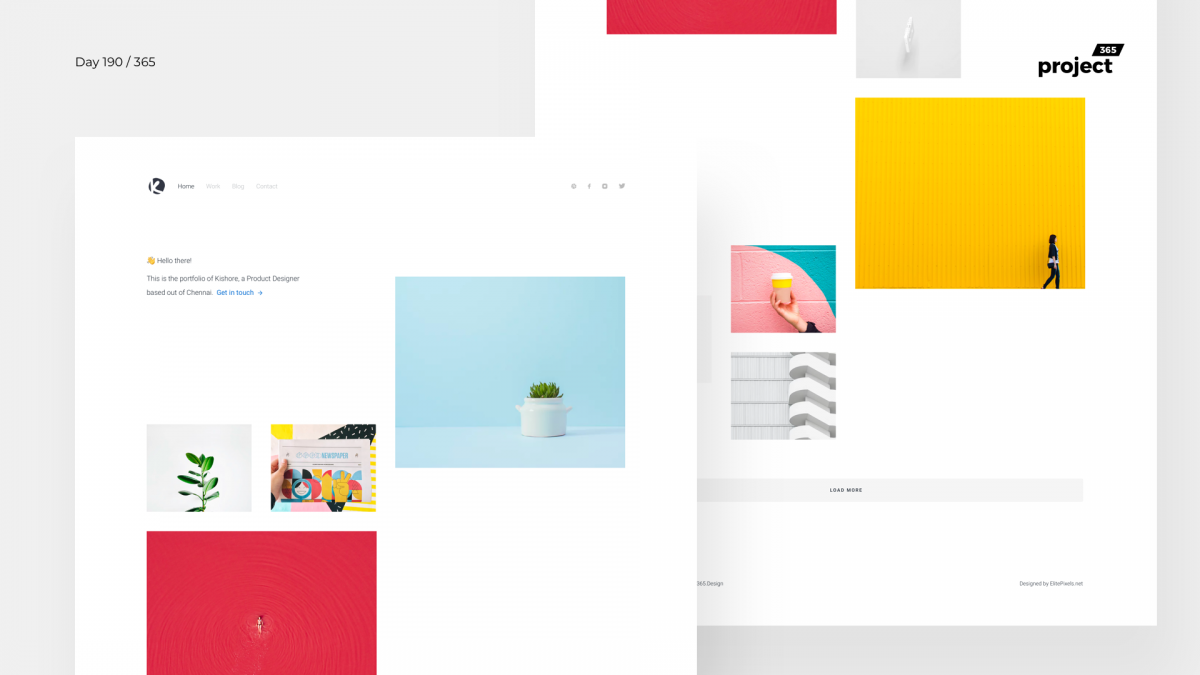 Day 190 / 365
365
project
Home Work Blog Contact
👋 Hello there!
This is the portfolio of Kishore, a Product Designer
based out of Chennai. Get in touch →
NEWSPAPER
LOAD MORE
365.Design
Designed by ElitePixels.net